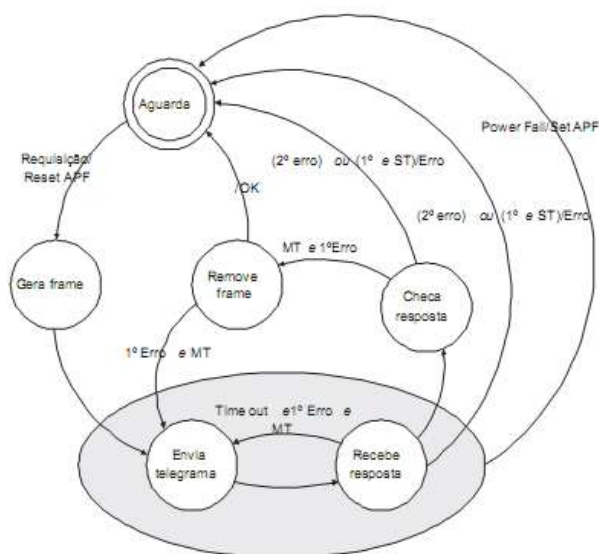 Aguarda
Power Fail/Set APF
Requisição/
Reset APF
(2º erro) ou (1º e ST)/Erro
/OK
(2º erro) ou (1º e ST)/Erro
MT e 1ºErro
Gera frame
Remove
frame
Checa
resposta
1º Erro e MT
Time out e1º Erro e
MT
Envia
telegrama
Recebe
resposta